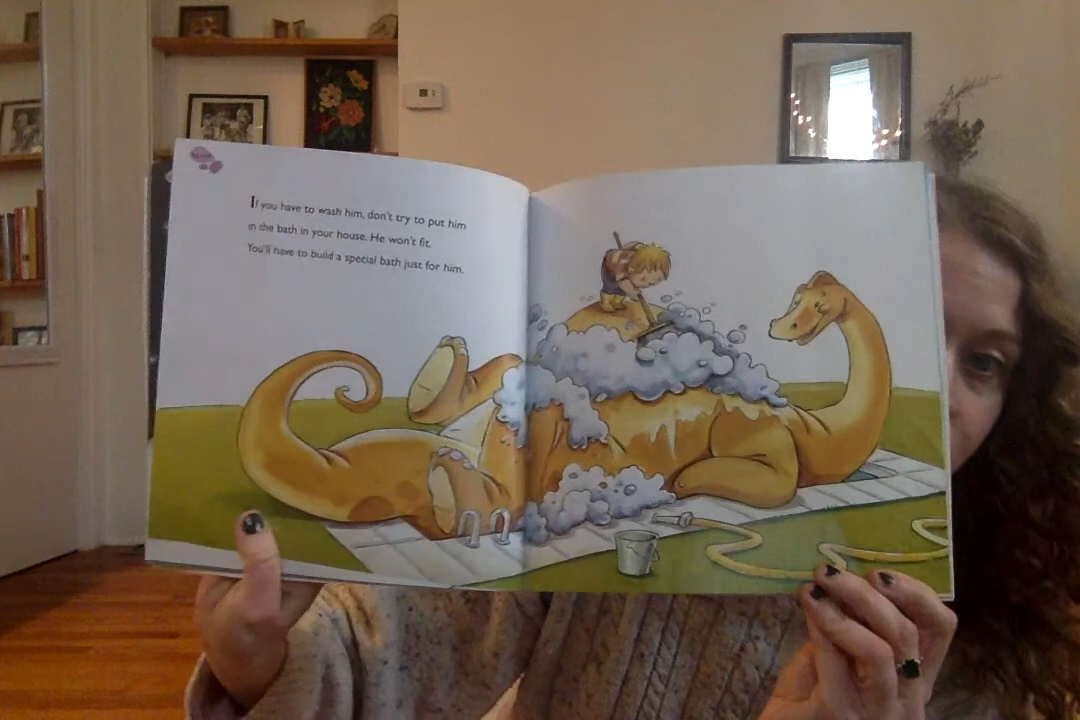 If you have to wash him, don't try to put him
in the bath in your house. He won't fit.
You'll have to build a special bath just for him.